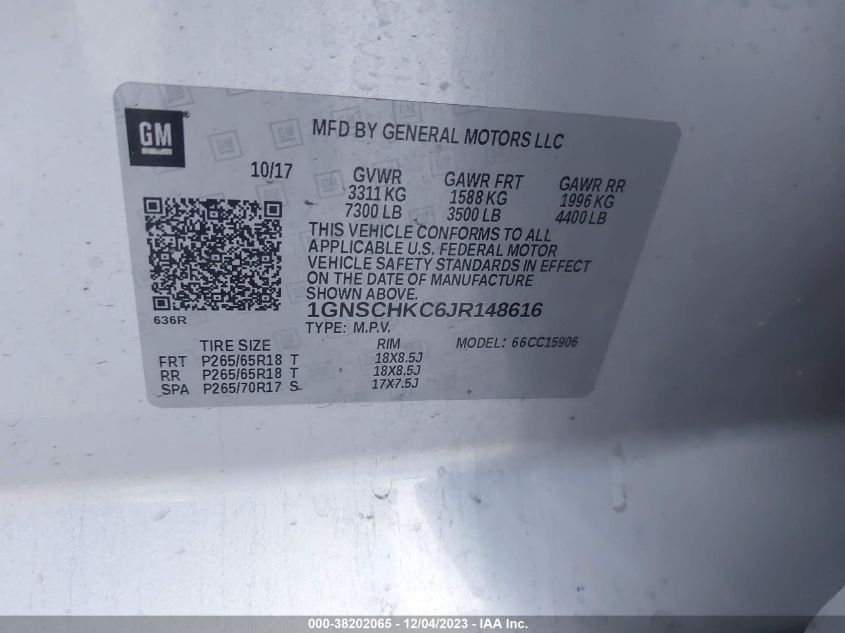 GM
MFD BY GENERAL MOTORS LLC
10/17
GVWR GAWR FRT GAWR RR
3311 KG 1588 KG 1996 KG
7300 LB 3500 LB 4400 LB
THIS VEHICLE CONFORMS TO ALL
APPLICABLE U.S. FEDERAL MOTOR
VEHICLE SAFETY STANDARDS IN EFFECT
ON THE DATE OF MANUFACTURE
SHOWN ABOVE.
636R
1GNSCHKC6JR148616
TYPE: M.P.V.
TIRE SIZE RIM MODEL: 66CC15906
FRT P265/65R18 T 18X8.5J
RR P265/65R18 T 18X8.5J
SPA P265/70R17 S 17X7.5J
000-38202065 - 12/04/2023 - IAA Inc.